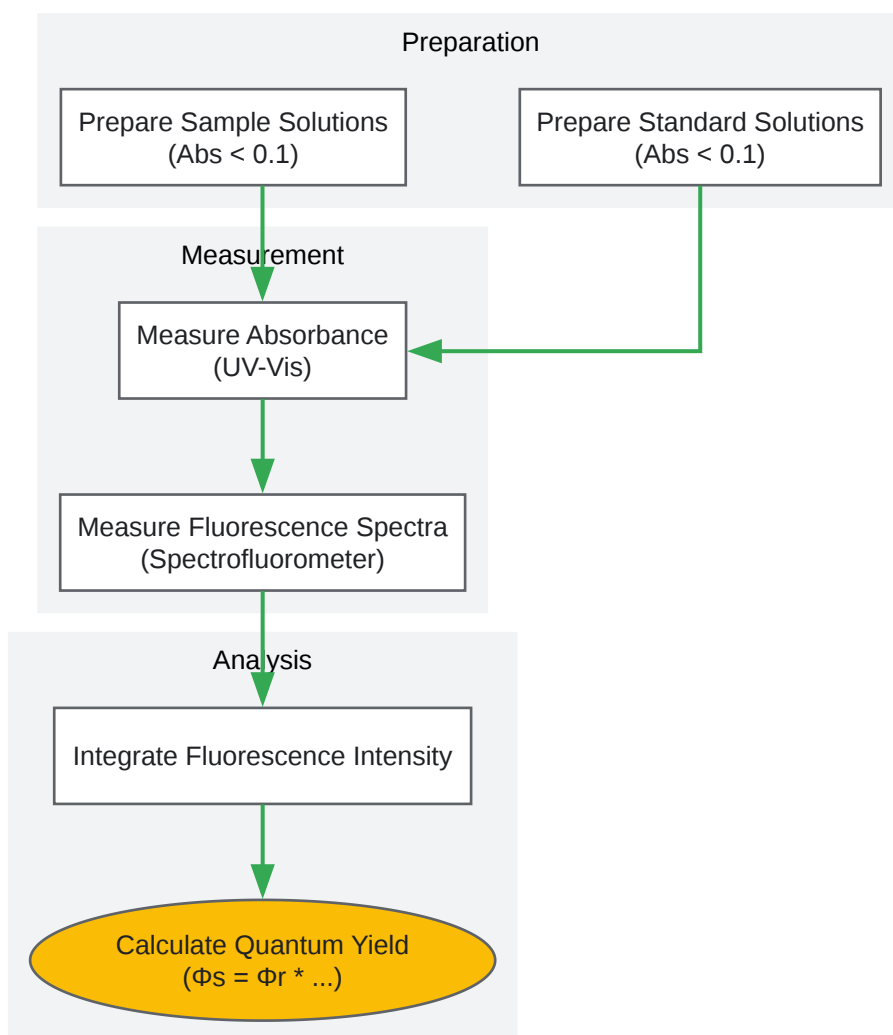 Preparation
Prepare Sample Solutions
(Abs < 0.1)
Prepare Standard Solutions
(Abs < 0.1)
Measurement
Measure Absorbance
(UV-Vis)
Measure Fluorescence Spectra
(Spectrofluorometer)
Analysis
Integrate Fluorescence Intensity
Calculate Quantum Yield
(Φs = Φr * ...)